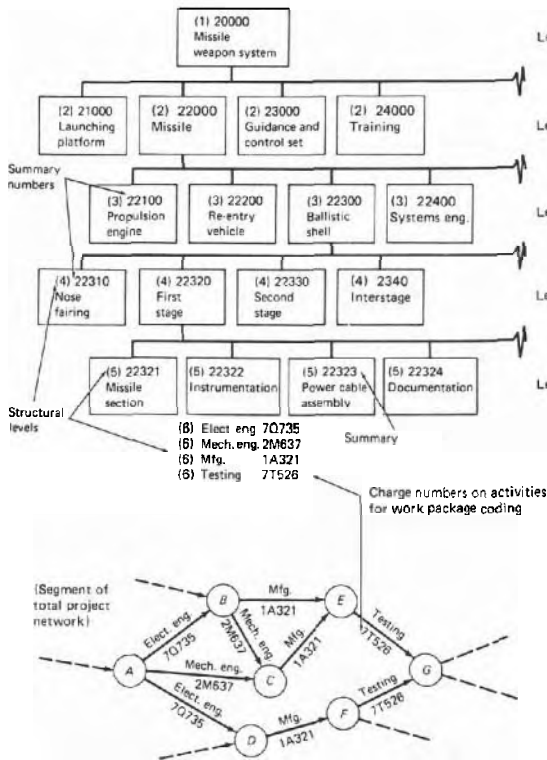 (1) 20000
Missile
weapon system
(2) 21000
Launching
platform
(2) 22000
Missile
(2) 23000
Guidance and
control set
(2) 24000
Training
Summary
numbers
(3) 22100
Propulsion
engine
(3) 22200
Re-entry
vehicle
(3) 22300
Ballistic
shell
(3) 22400
Systems eng.
(4) 22310
Nose
fairing
(4) 22320
First
stage
(4) 22330
Second
stage
(4) 2340
Interstage
(5) 22321
Missile
section
(5) 22322
Instrumentation
(5) 22323
Power cable
assembly
(5) 22324
Documentation
Structural
levels
Summary
(6) Elect eng 7Q735
(6) Mech. eng. 2M637
(6) Mfg. 1A321
(6) Testing 7T526
Charge numbers on activities
for work package coding
(Segment of
total project
network)
A
B
C
D
E
F
G
Elect. eng.
7Q735
Mfg.
1A321
Mech. eng.
2M637
Mech. eng.
2M637
Mfg.
1A321
Testing
7T526
Elect. eng.
7Q735
Mfg.
1A321
Testing
7T526